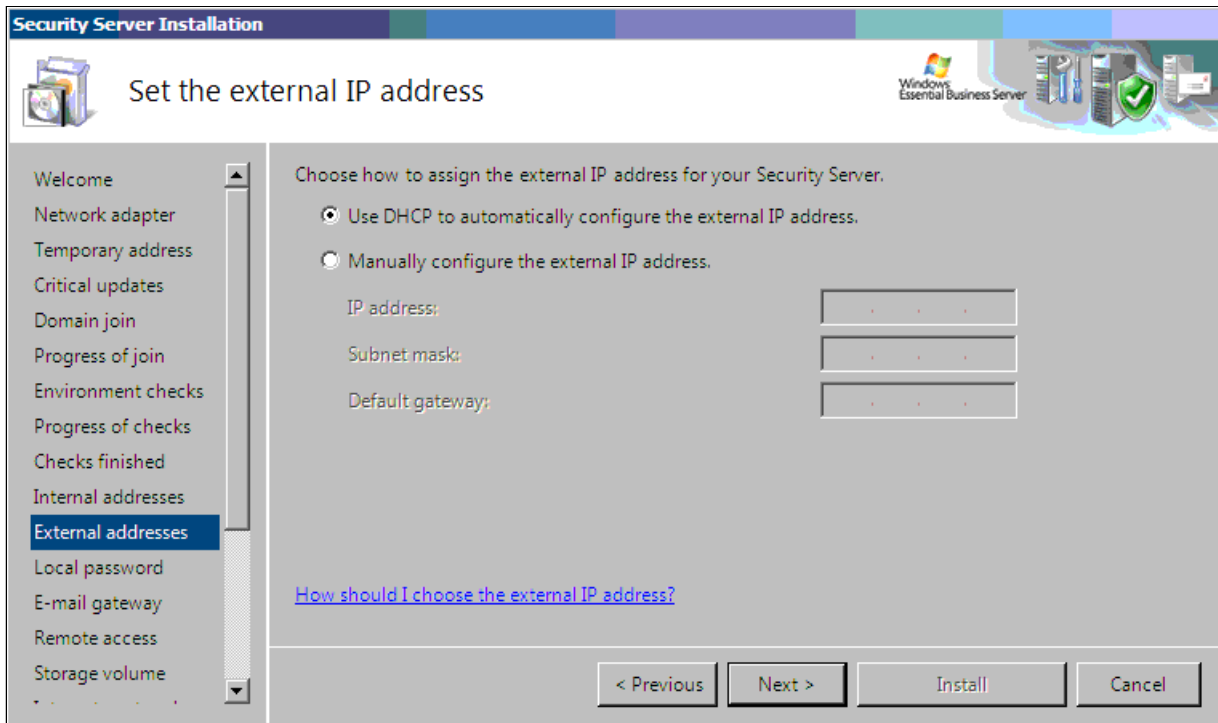 Security Server Installation
Set the external IP address
Windows
Essential Business Server
Welcome
Network adapter
Temporary address
Critical updates
Domain join
Progress of join
Environment checks
Progress of checks
Checks finished
Internal addresses
External addresses
Local password
E-mail gateway
Remote access
Storage volume
Choose how to assign the external IP address for your Security Server.
Use DHCP to automatically configure the external IP address.
Manually configure the external IP address.
IP address:
Subnet mask:
Default gateway:
How should I choose the external IP address?
< Previous
Next >
Install
Cancel